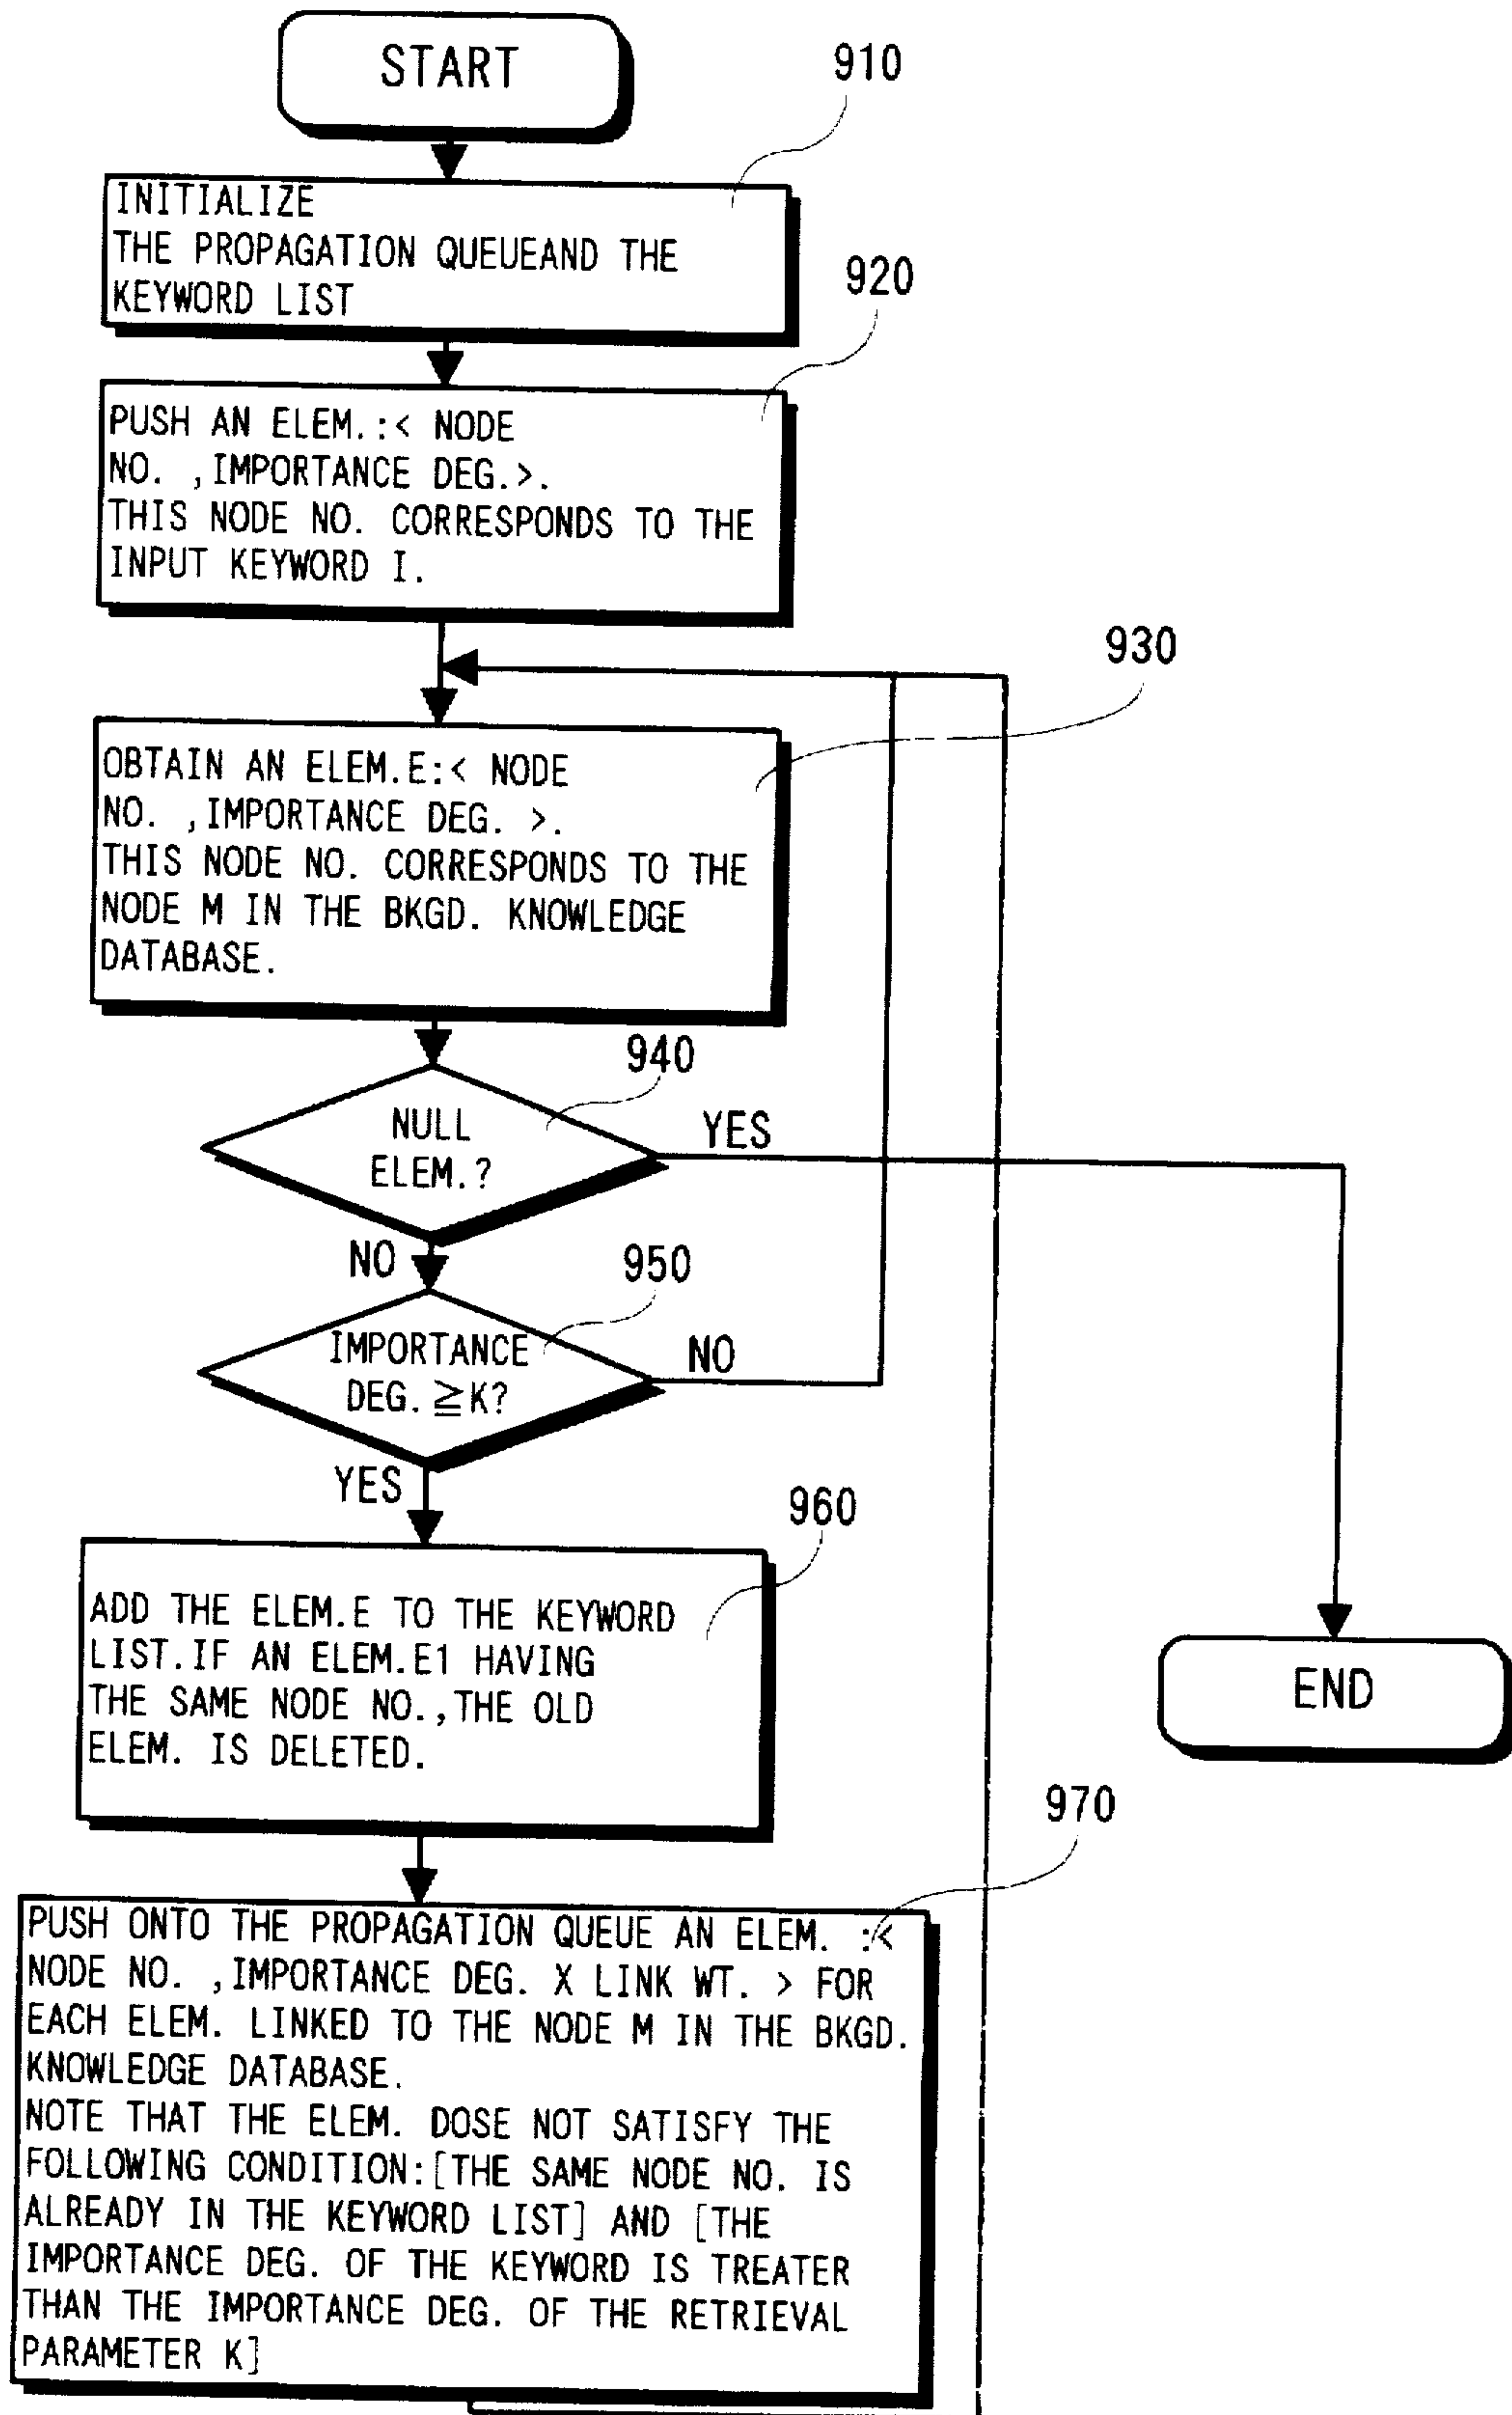 START
910
INITIALIZE
THE PROPAGATION QUEUEAND THE
KEYWORD LIST
920
PUSH AN ELEM.:< NODE
NO. ,IMPORTANCE DEG.>.
THIS NODE NO. CORRESPONDS TO THE
INPUT KEYWORD I.
930
OBTAIN AN ELEM.E:< NODE
NO. ,IMPORTANCE DEG. >.
THIS NODE NO. CORRESPONDS TO THE
NODE M IN THE BKGD. KNOWLEDGE
DATABASE.
940
NULL
ELEM.?
YES
NO
950
IMPORTANCE
DEG. ≧K?
NO
YES
960
ADD THE ELEM.E TO THE KEYWORD
LIST.IF AN ELEM.E1 HAVING
THE SAME NODE NO.,THE OLD
ELEM. IS DELETED.
END
970
PUSH ONTO THE PROPAGATION QUEUE AN ELEM. :<
NODE NO. ,IMPORTANCE DEG. X LINK WT. > FOR
EACH ELEM. LINKED TO THE NODE M IN THE BKGD.
KNOWLEDGE DATABASE.
NOTE THAT THE ELEM. DOSE NOT SATISFY THE
FOLLOWING CONDITION:[THE SAME NODE NO. IS
ALREADY IN THE KEYWORD LIST] AND [THE
IMPORTANCE DEG. OF THE KEYWORD IS TREATER
THAN THE IMPORTANCE DEG. OF THE RETRIEVAL
PARAMETER K]